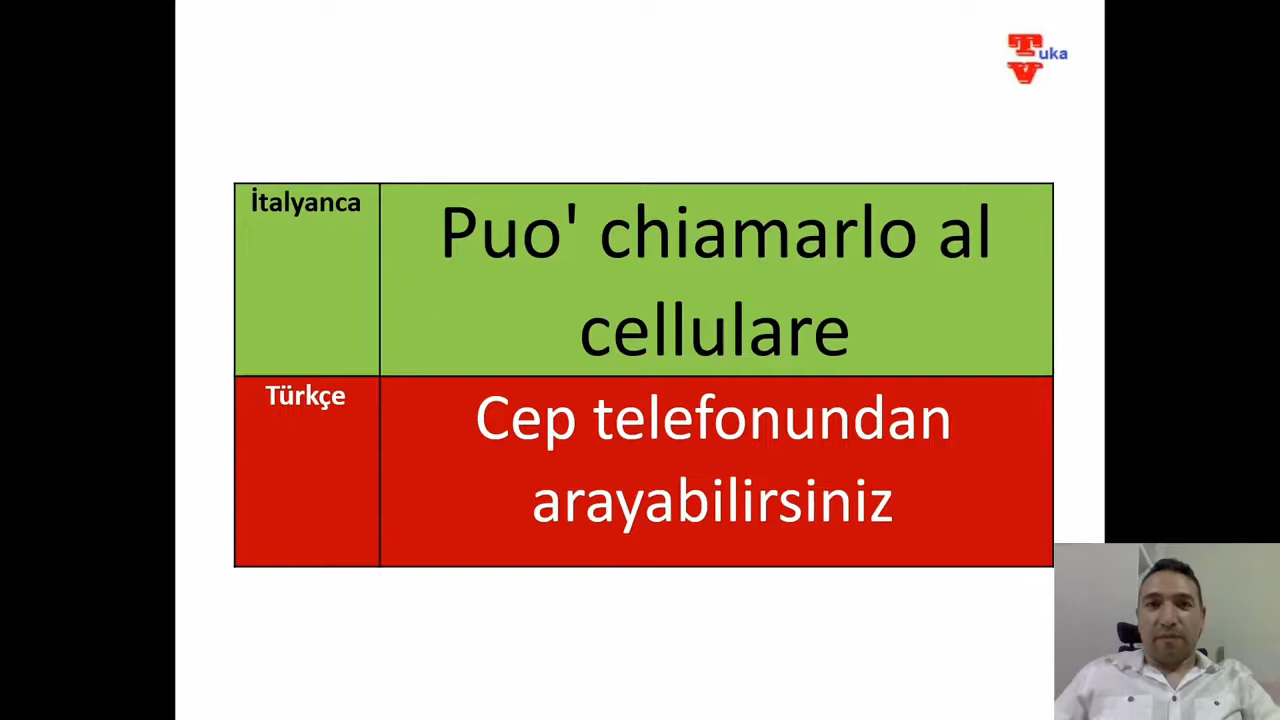 T uka
V
İtalyanca
Puo' chiamarlo al
cellulare
Türkçe
Cep telefonundan
arayabilirsiniz